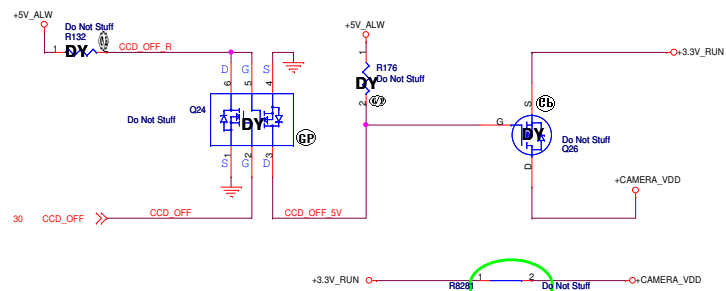 +5V_ALW
Do Not Stuff
R132
1
DY
CCD_OFF_R
+5V_ALW
1
R176
Do Not Stuff
DY
2
GP
+3.3V_RUN
D G S
6 5 4
Q24
Do Not Stuff
DY
GP
1 2 3
S G D
S
G
D
DY
Do Not Stuff
Q26
+CAMERA_VDD
30 CCD_OFF
CCD_OFF
CCD_OFF_5V
+3.3V_RUN
R8281
1
2
Do Not Stuff
+CAMERA_VDD